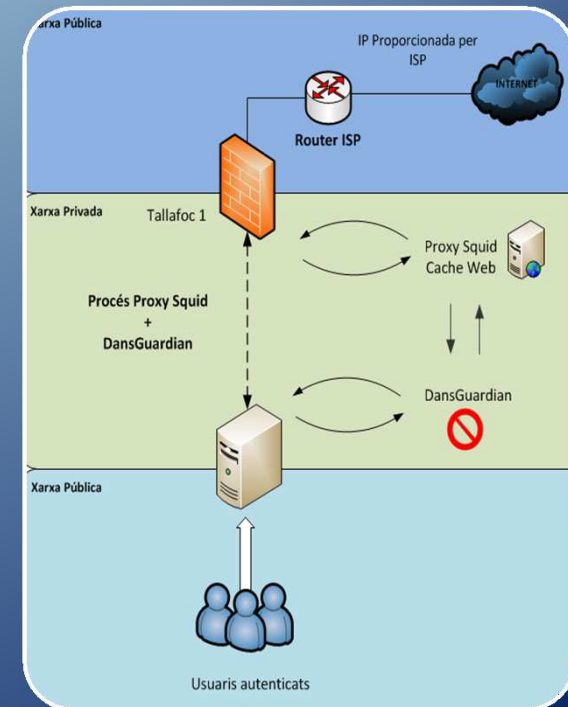 Xarxa Pública
IP Proporcionada per
ISP
INTERNET
Router ISP
Xarxa Privada
Tallafoc 1
Proxy Squid
Cache Web
Procés Proxy Squid
+
DansGuardian
DansGuardian
Xarxa Pública
Usuaris autenticats